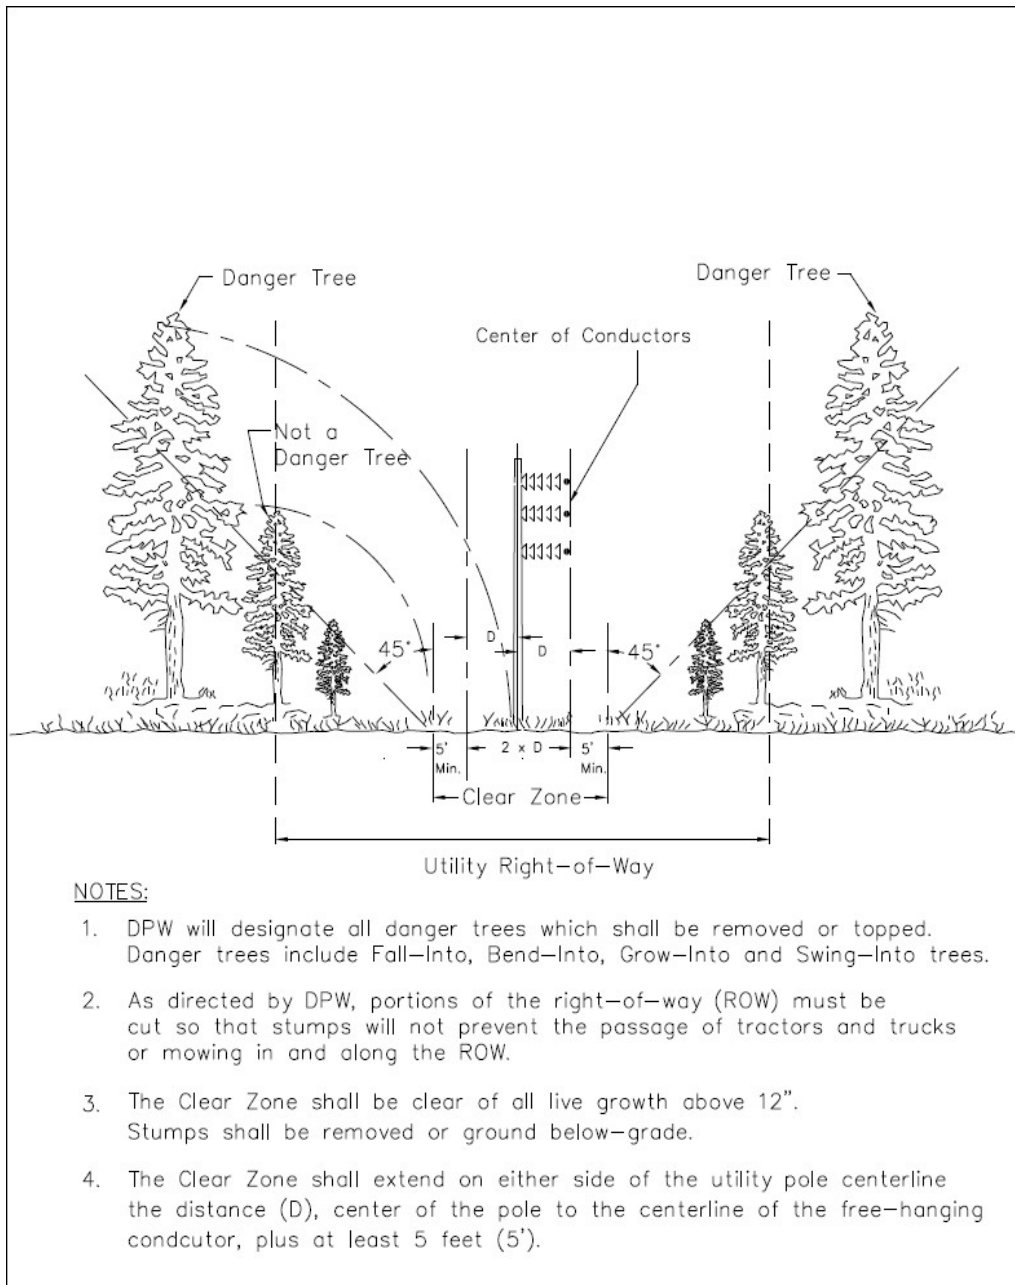 Danger Tree
Danger Tree
Center of Conductors
Not a
Danger Tree
45°
D
D
45°
5'
Min.
2 x D
5'
Min.
Clear Zone
Utility Right-of-Way
NOTES:
1. DPW will designate all danger trees which shall be removed or topped.
Danger trees include Fall-Into, Bend-Into, Grow-Into and Swing-Into trees.
2. As directed by DPW, portions of the right-of-way (ROW) must be
cut so that stumps will not prevent the passage of tractors and trucks
or mowing in and along the ROW.
3. The Clear Zone shall be clear of all live growth above 12".
Stumps shall be removed or ground below-grade.
4. The Clear Zone shall extend on either side of the utility pole centerline
the distance (D), center of the pole to the centerline of the free-hanging
condcutor, plus at least 5 feet (5').